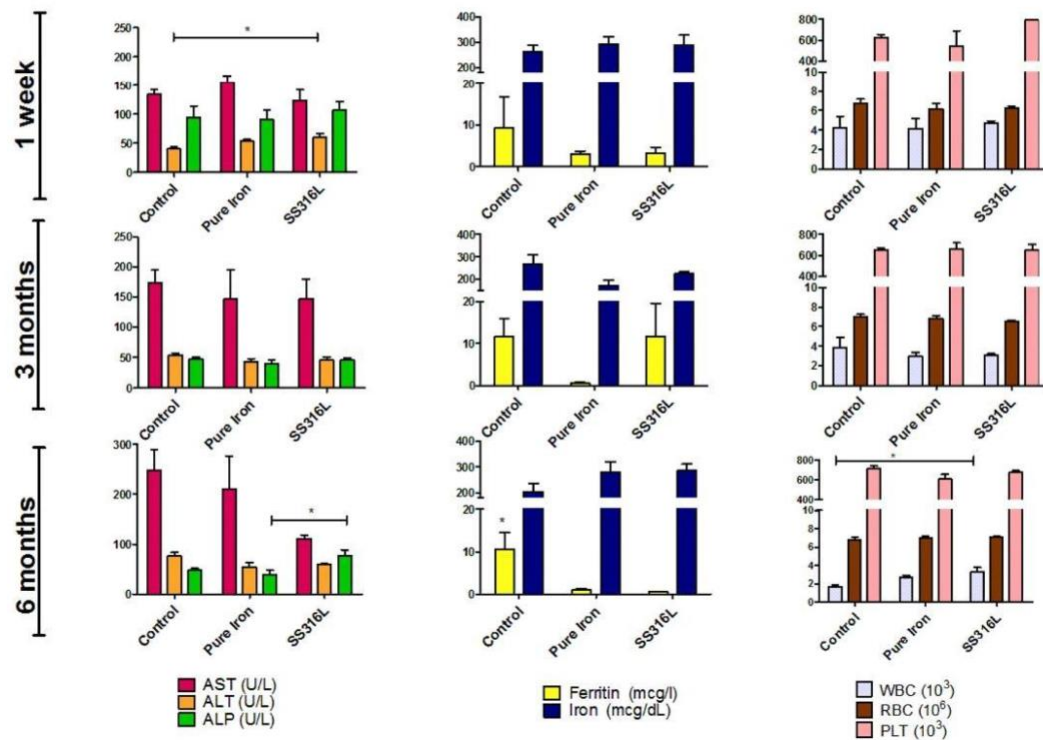 1 week
250
200
150
100
50
0
*
Control
Pure Iron
SS316L
400
300
200
100
20
10
0
Control
Pure Iron
SS316L
800
600
400
8
6
4
2
0
Control
Pure Iron
SS316L
3 months
250
200
150
100
50
0
Control
Pure Iron
SS316L
400
300
200
100
20
10
0
Control
Pure Iron
SS316L
800
600
400
10
8
6
4
2
0
Control
Pure Iron
SS316L
6 months
300
200
100
0
*
Control
Pure Iron
SS316L
400
300
200
100
20
10
0
*
Control
Pure Iron
SS316L
800
600
400
10
8
6
4
2
0
*
Control
Pure Iron
SS316L
AST (U/L)
ALT (U/L)
ALP (U/L)
Ferritin (mcg/l)
Iron (mcg/dL)
WBC (10³)
RBC (10⁶)
PLT (10³)